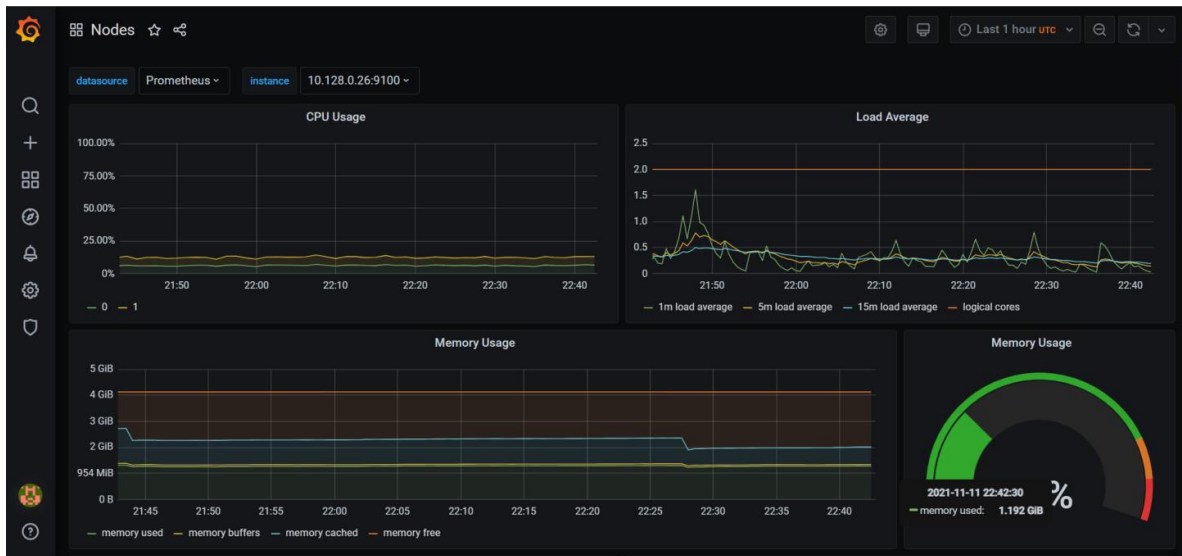 Nodes
Last 1 hour UTC
datasource Prometheus
instance 10.128.0.26:9100
CPU Usage
100.00%
75.00%
50.00%
25.00%
0%
21:50 22:00 22:10 22:20 22:30 22:40
0 1
Load Average
2.5
2.0
1.5
1.0
0.5
0
21:50 22:00 22:10 22:20 22:30 22:40
1m load average 5m load average 15m load average logical cores
Memory Usage
5 GiB
4 GiB
3 GiB
2 GiB
954 MiB
0 B
21:45 21:50 21:55 22:00 22:05 22:10 22:15 22:20 22:25 22:30 22:35 22:40
memory used memory buffers memory cached memory free
Memory Usage
%
2021-11-11 22:42:30
memory used: 1.192 GiB